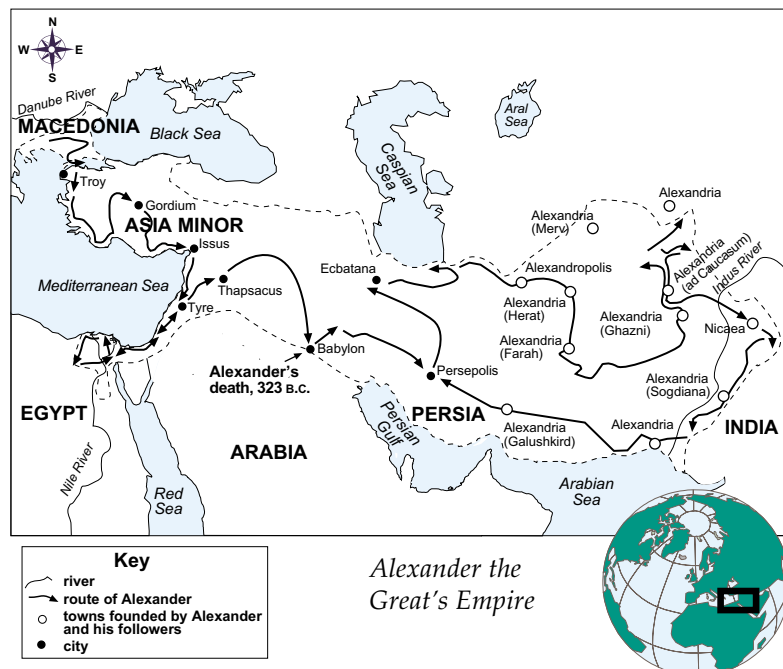 N
W E
S
Danube River
MACEDONIA
Black Sea
Aral
Sea
Caspian
Sea
Troy
Gordium
ASIA MINOR
Issus
Alexandria
Alexandria
(Merv)
Alexandria
(ad Caucasum)
Indus River
Mediterranean Sea
Tyre
Thapsacus
Ecbatana
Alexandropolis
Alexandria
(Herat)
Alexandria
(Ghazni)
Nicaea
Alexandria
(Farah)
Babylon
Alexander's
death, 323 B.C.
Persepolis
Alexandria
(Sogdiana)
EGYPT
PERSIA
INDIA
Alexandria
(Galushkird)
Alexandria
ARABIA
Persian
Gulf
Nile River
Red
Sea
Arabian
Sea
Key
river
route of Alexander
towns founded by Alexander
and his followers
city
Alexander the
Great's Empire